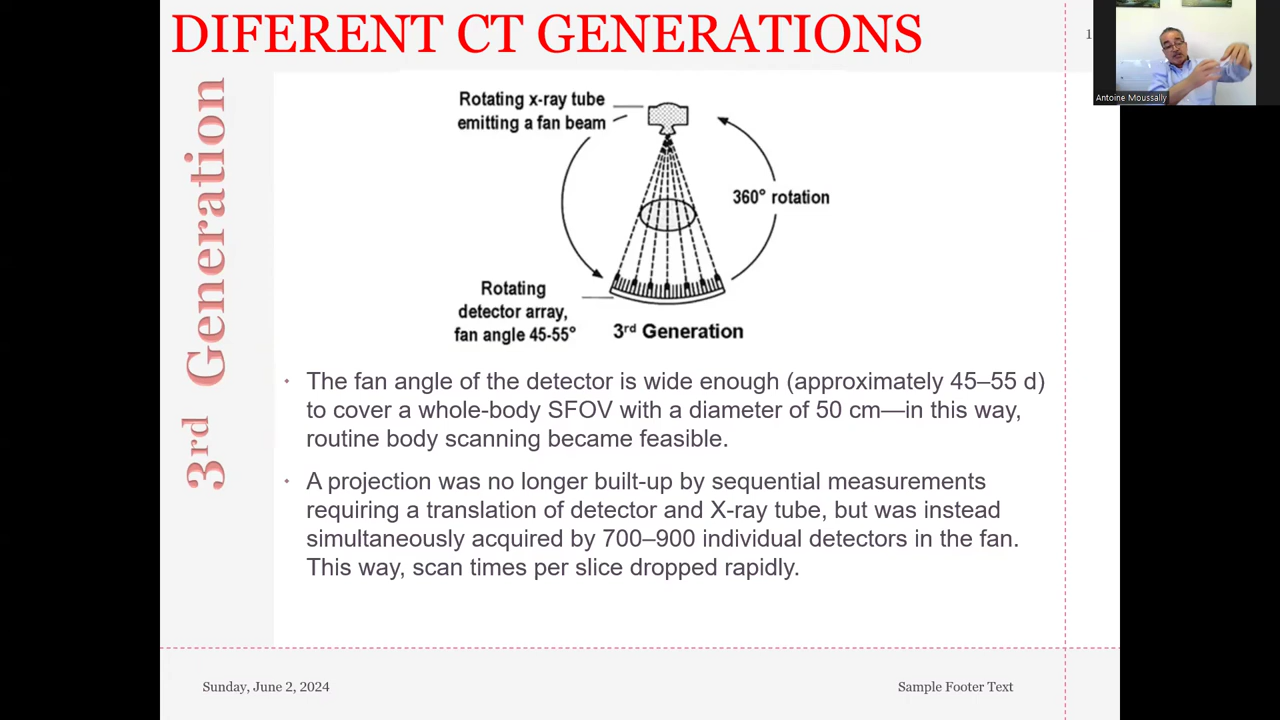 DIFERENT CT GENERATIONS
1
Antoine Moussally
3rd Generation
Rotating x-ray tube
emitting a fan beam
360° rotation
Rotating
detector array,
fan angle 45-55°
3rd Generation
• The fan angle of the detector is wide enough (approximately 45–55 d)
to cover a whole-body SFOV with a diameter of 50 cm—in this way,
routine body scanning became feasible.
• A projection was no longer built-up by sequential measurements
requiring a translation of detector and X-ray tube, but was instead
simultaneously acquired by 700–900 individual detectors in the fan.
This way, scan times per slice dropped rapidly.
Sunday, June 2, 2024
Sample Footer Text